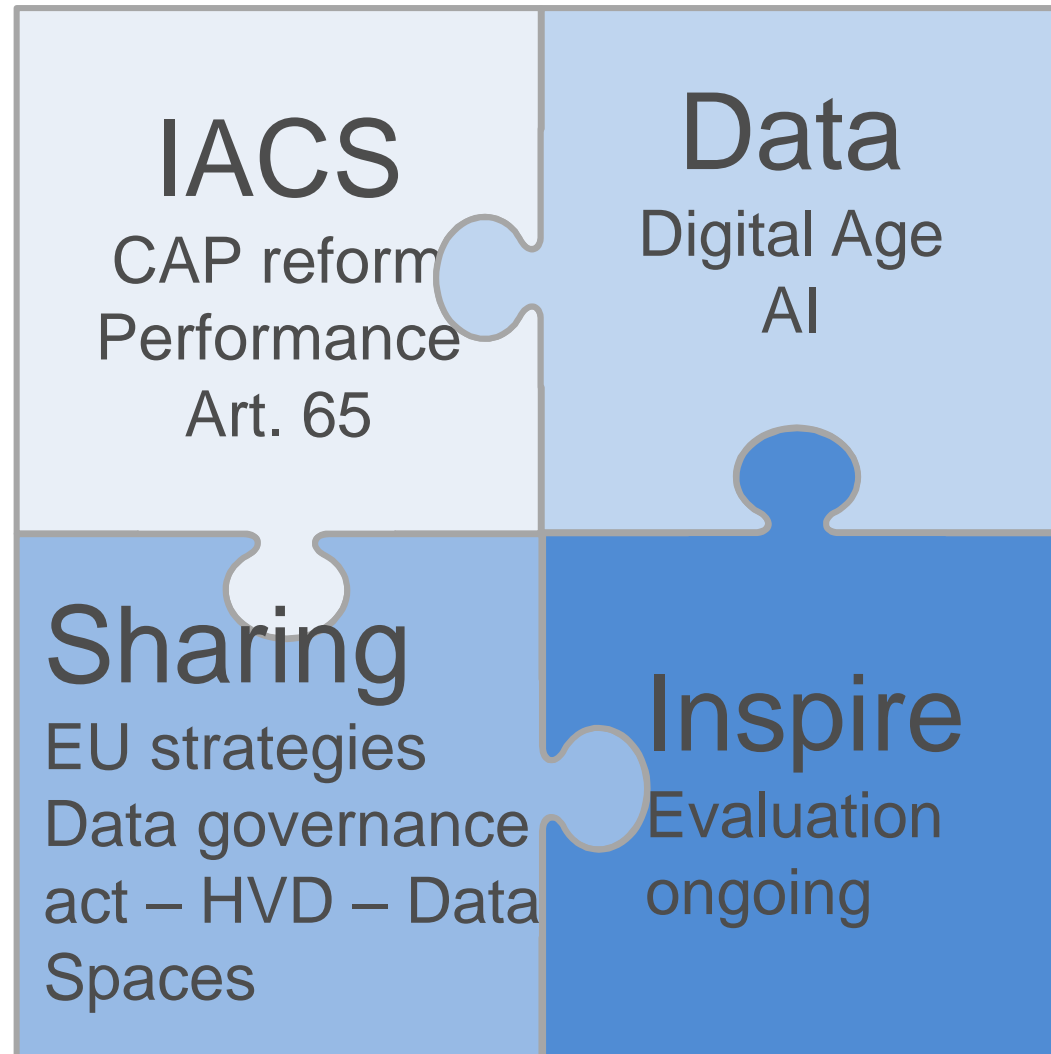 IACS
CAP reform
Performance
Art. 65
Data
Digital Age
AI
Sharing
EU strategies
Data governance
act – HVD – Data
Spaces
Inspire
Evaluation
ongoing